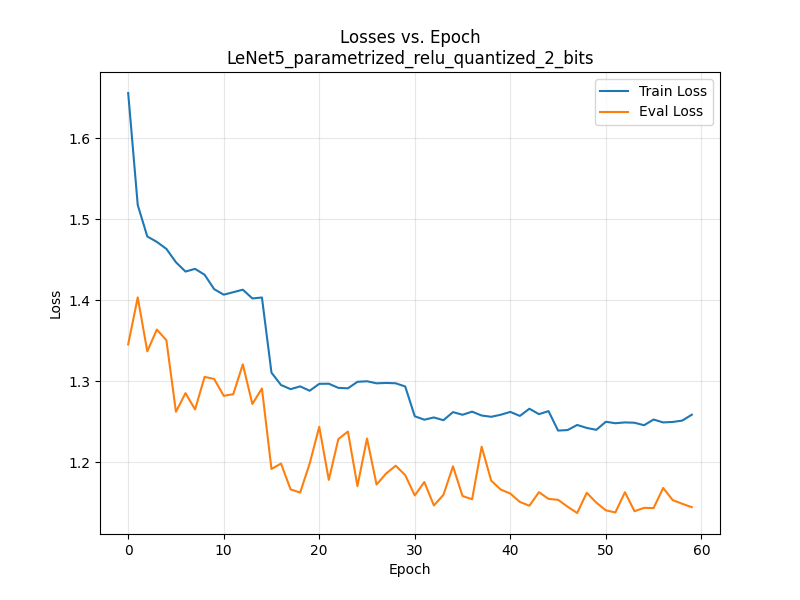 Losses vs. Epoch
LeNet5_parametrized_relu_quantized_2_bits
Train Loss
Eval Loss
1.6
1.5
1.4
1.3
1.2
Loss
0 10 20 30 40 50 60
Epoch